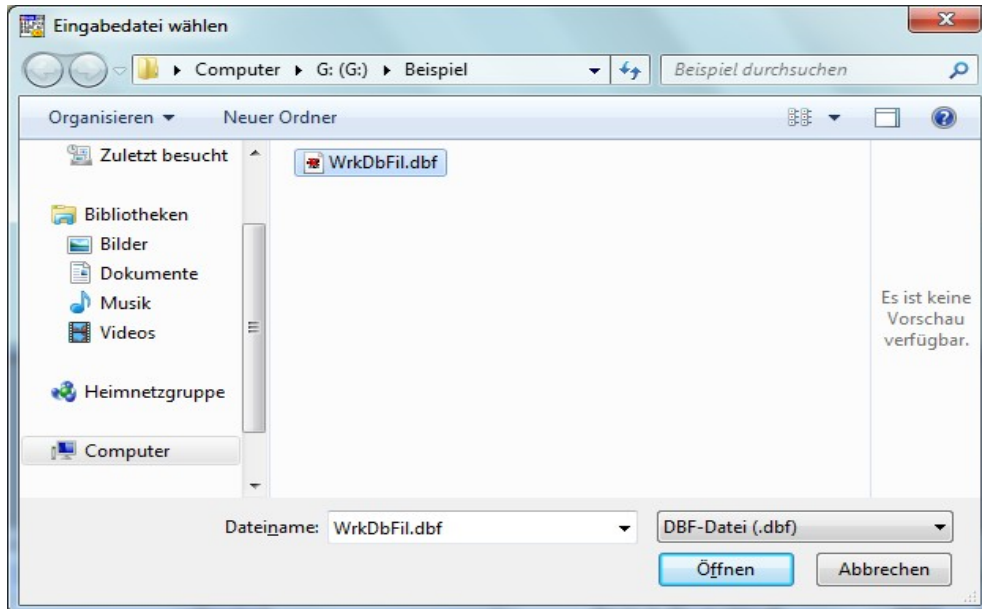 Eingabedatei wählen
Computer G: (G:) Beispiel
Beispiel durchsuchen
Organisieren Neuer Ordner
Zuletzt besucht
WrkDbFil.dbf
Bibliotheken
Bilder
Dokumente
Musik
Videos
Es ist keine
Vorschau
verfügbar.
Heimnetzgruppe
Computer
Dateiname: WrkDbFil.dbf
DBF-Datei (.dbf)
Öffnen Abbrechen